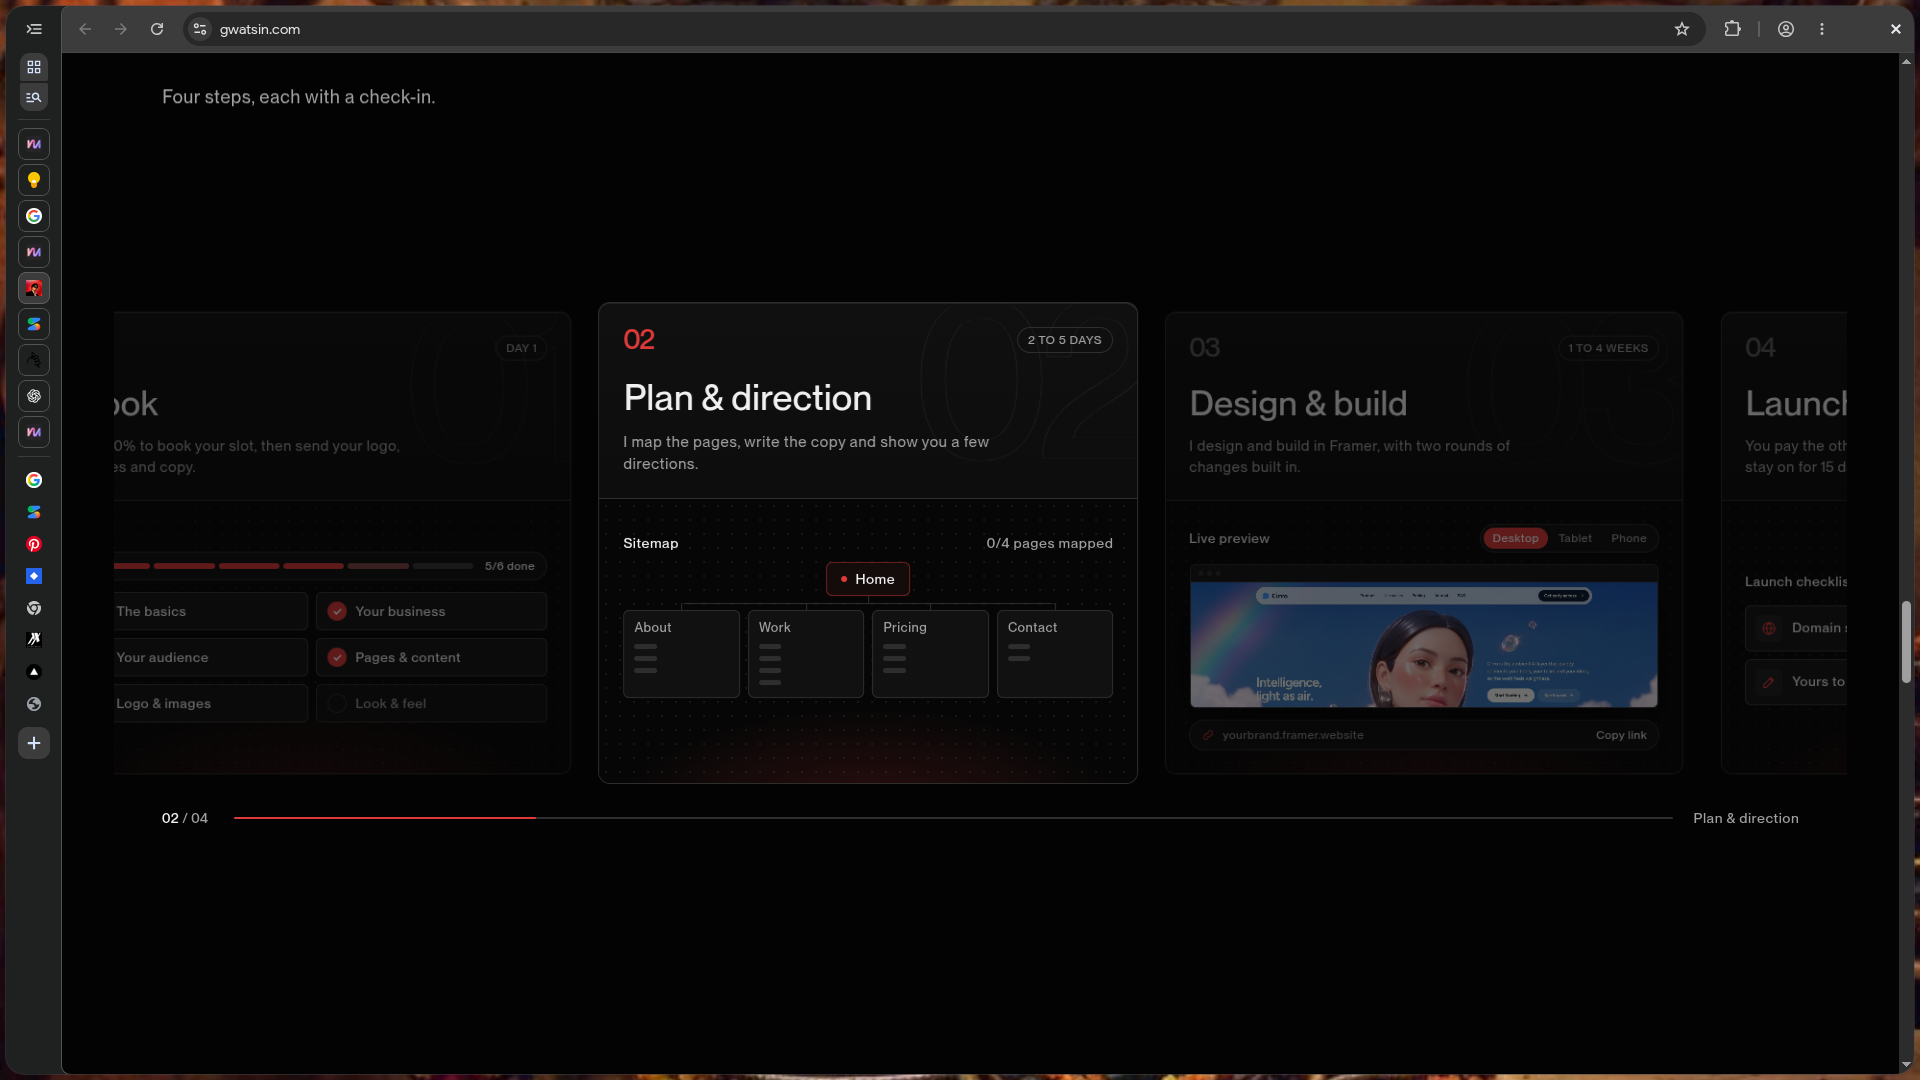 gwatsin.com
Four steps, each with a check-in.
DAY 1
ook
0% to book your slot, then send your logo,
es and copy.
5/6 done
The basics
Your business
Your audience
Pages & content
Logo & images
Look & feel
02
2 TO 5 DAYS
02
Plan & direction
I map the pages, write the copy and show you a few
directions.
Sitemap
0/4 pages mapped
Home
About
Work
Pricing
Contact
03
1 TO 4 WEEKS
03
Design & build
I design and build in Framer, with two rounds of
changes built in.
Live preview
Desktop
Tablet
Phone
Intelligence,
light as air.
yourbrand.framer.website
Copy link
04
Launch
You pay the oth
stay on for 15 d
Launch checklis
Domain
Yours to
02 / 04
Plan & direction